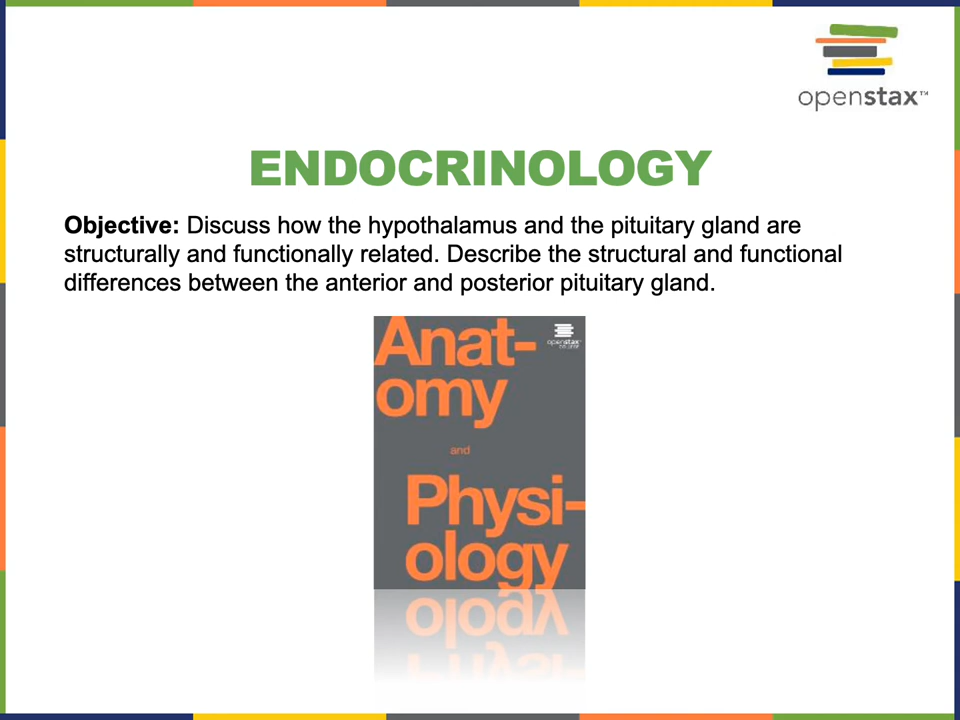 openstax™
ENDOCRINOLOGY
Objective: Discuss how the hypothalamus and the pituitary gland are
structurally and functionally related. Describe the structural and functional
differences between the anterior and posterior pituitary gland.
Anat-
openstax
omy
and
Physi-
ology